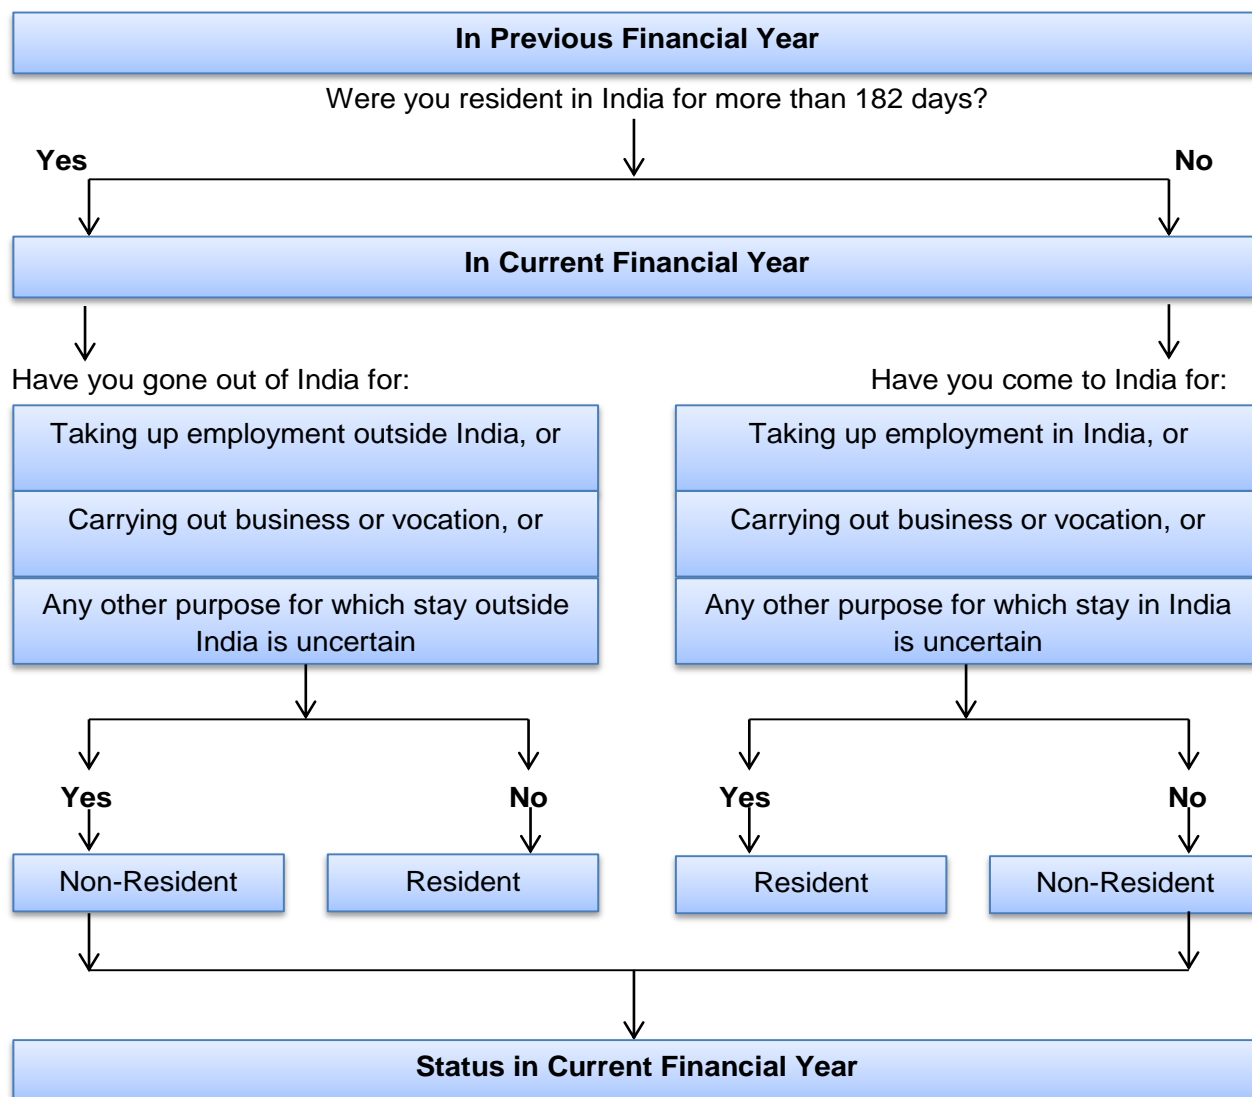 In Previous Financial Year
Were you resident in India for more than 182 days?
Yes
No
In Current Financial Year
Have you gone out of India for:
Have you come to India for:
Taking up employment outside India, or
Taking up employment in India, or
Carrying out business or vocation, or
Carrying out business or vocation, or
Any other purpose for which stay outside
India is uncertain
Any other purpose for which stay in India
is uncertain
Yes
No
Yes
No
Non-Resident
Resident
Resident
Non-Resident
Status in Current Financial Year